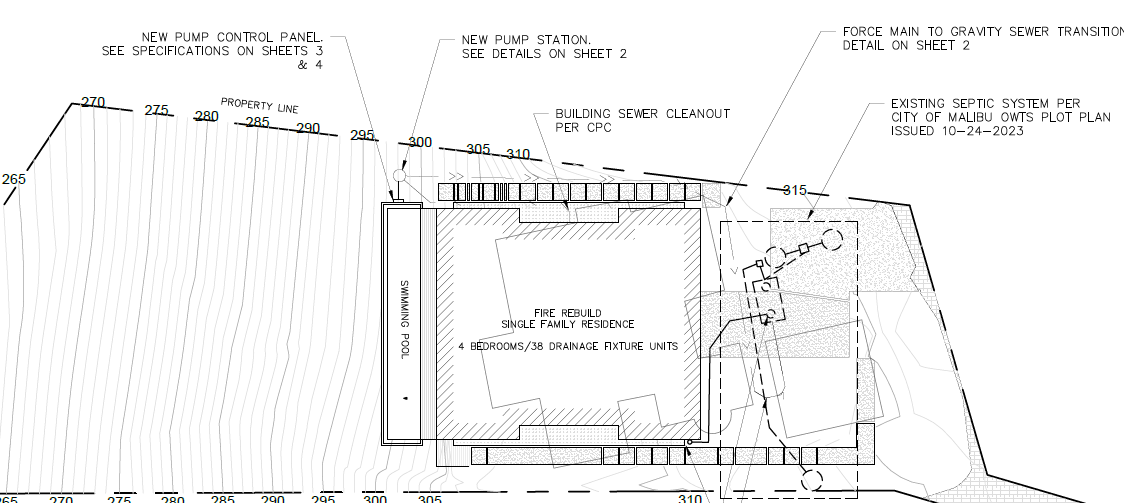 NEW PUMP CONTROL PANEL.
SEE SPECIFICATIONS ON SHEETS 3
& 4
NEW PUMP STATION.
SEE DETAILS ON SHEET 2
FORCE MAIN TO GRAVITY SEWER TRANSITION
DETAIL ON SHEET 2
BUILDING SEWER CLEANOUT
PER CPC
EXISTING SEPTIC SYSTEM PER
CITY OF MALIBU OWTS PLOT PLAN
ISSUED 10-24-2023
PROPERTY LINE
265
270
275
280
285
290
295
300
305
310
315
SWIMMING POOL
FIRE REBUILD
SINGLE FAMILY RESIDENCE
4 BEDROOMS/38 DRAINAGE FIXTURE UNITS
265
270
275
280
285
290
295
300
305
310